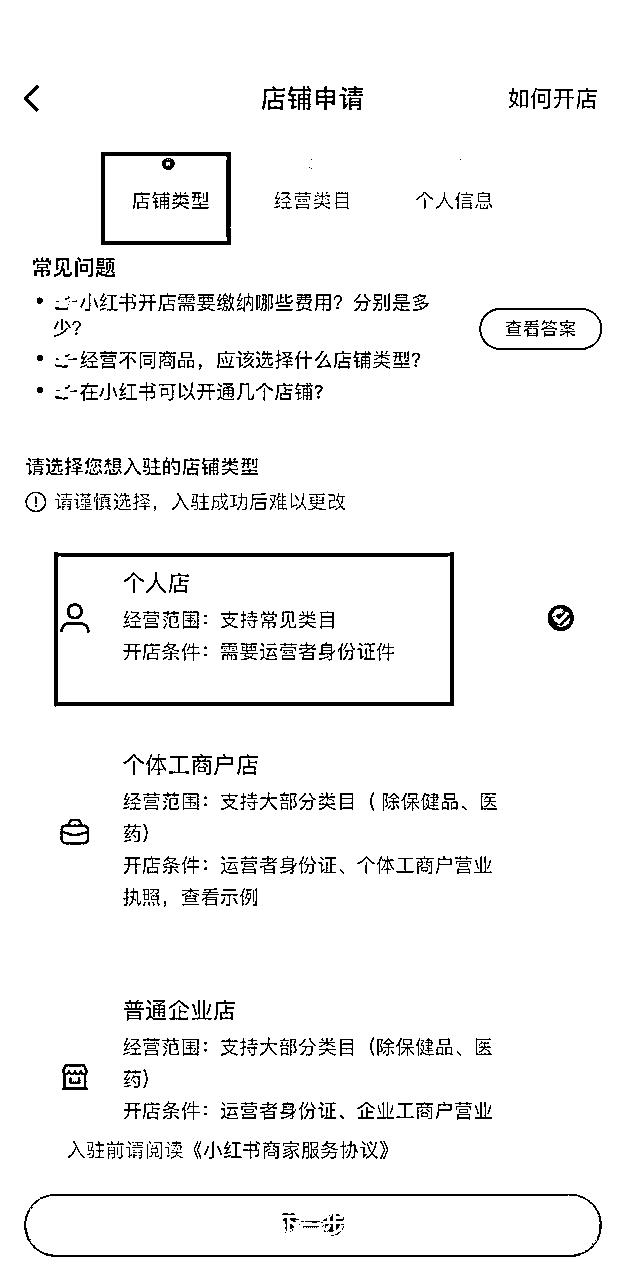 店铺申请
如何开店
店铺类型
经营类目
个人信息
常见问题
小红书开店需要缴纳哪些费用？分别是多
少？
查看答案
经营不同商品，应该选择什么店铺类型？
在小红书可以开通几个店铺？
请选择您想入驻的店铺类型
请谨慎选择，入驻成功后难以更改
个人店
经营范围：支持常见类目
开店条件：需要运营者身份证件
个体工商户店
经营范围：支持大部分类目（除保健品、医
药）
开店条件：运营者身份证、个体工商户营业
执照，查看示例
普通企业店
经营范围：支持大部分类目（除保健品、医
药）
开店条件：运营者身份证、企业工商户营业
入驻前请阅读《小红书商家服务协议》
下一步